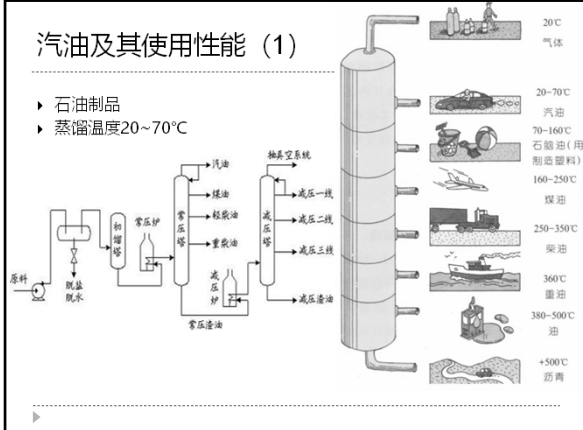 汽油及其使用性能（1）
石油制品
蒸馏温度20~70℃
原料
脱盐
脱水
初馏塔
常压炉
常压塔
汽油
煤油
轻柴油
重柴油
常压渣油
减压炉
减压塔
抽真空系统
减压一线
减压二线
减压三线
减压渣油
20℃
气体
20-70℃
汽油
70-160℃
石脑油(用
制造塑料)
160-250℃
煤油
250-350℃
柴油
360℃
重油
380-500℃
油
+500℃
沥青